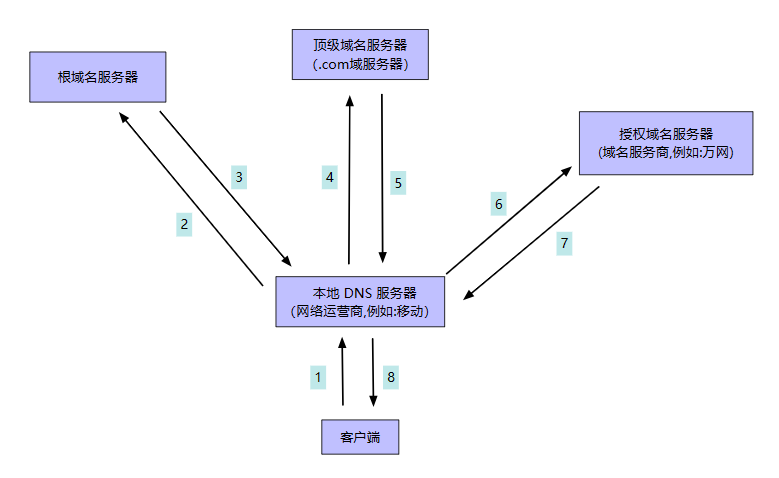 顶级域名服务器
（.com域服务器）
根域名服务器
授权域名服务器
(域名服务商,例如:万网)
3
4
5
6
2
7
本地 DNS 服务器
（网络运营商,例如:移动）
1
8
客户端